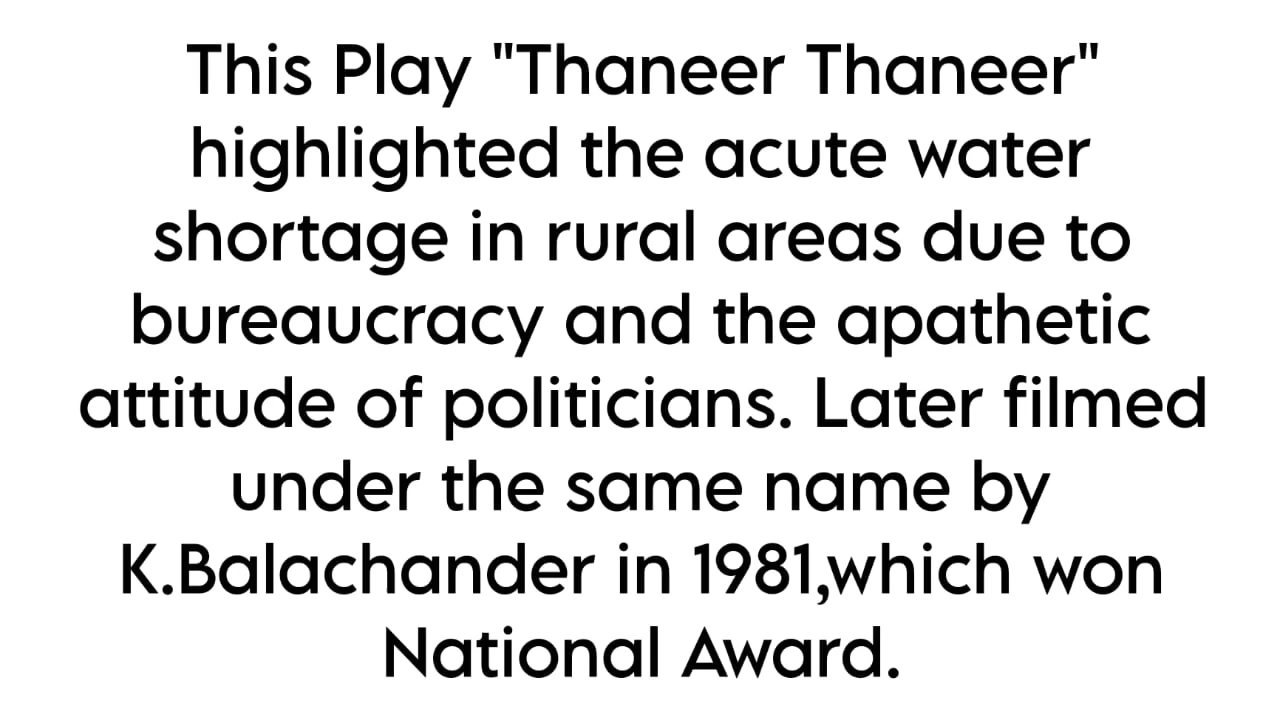 This Play "Thaneer Thaneer"
highlighted the acute water
shortage in rural areas due to
bureaucracy and the apathetic
attitude of politicians. Later filmed
under the same name by
K.Balachander in 1981,which won
National Award.